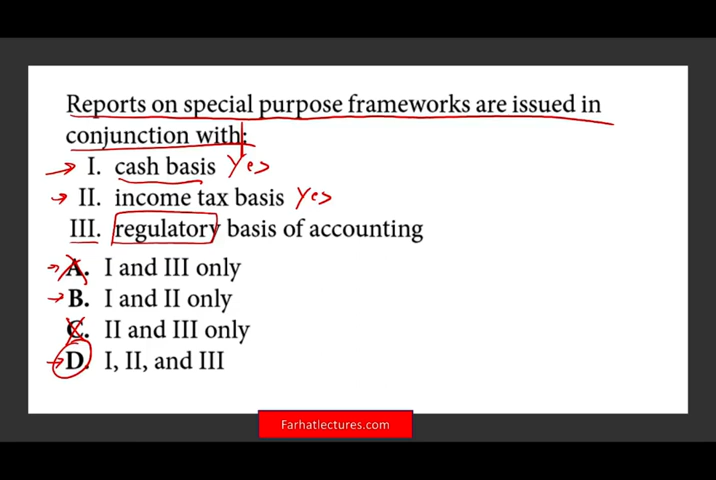 Reports on special purpose frameworks are issued in
conjunction with:
I. cash basis Yes
II. income tax basis Yes
III. regulatory basis of accounting
A. I and III only
B. I and II only
C. II and III only
D. I, II, and III
Farhatlectures.com